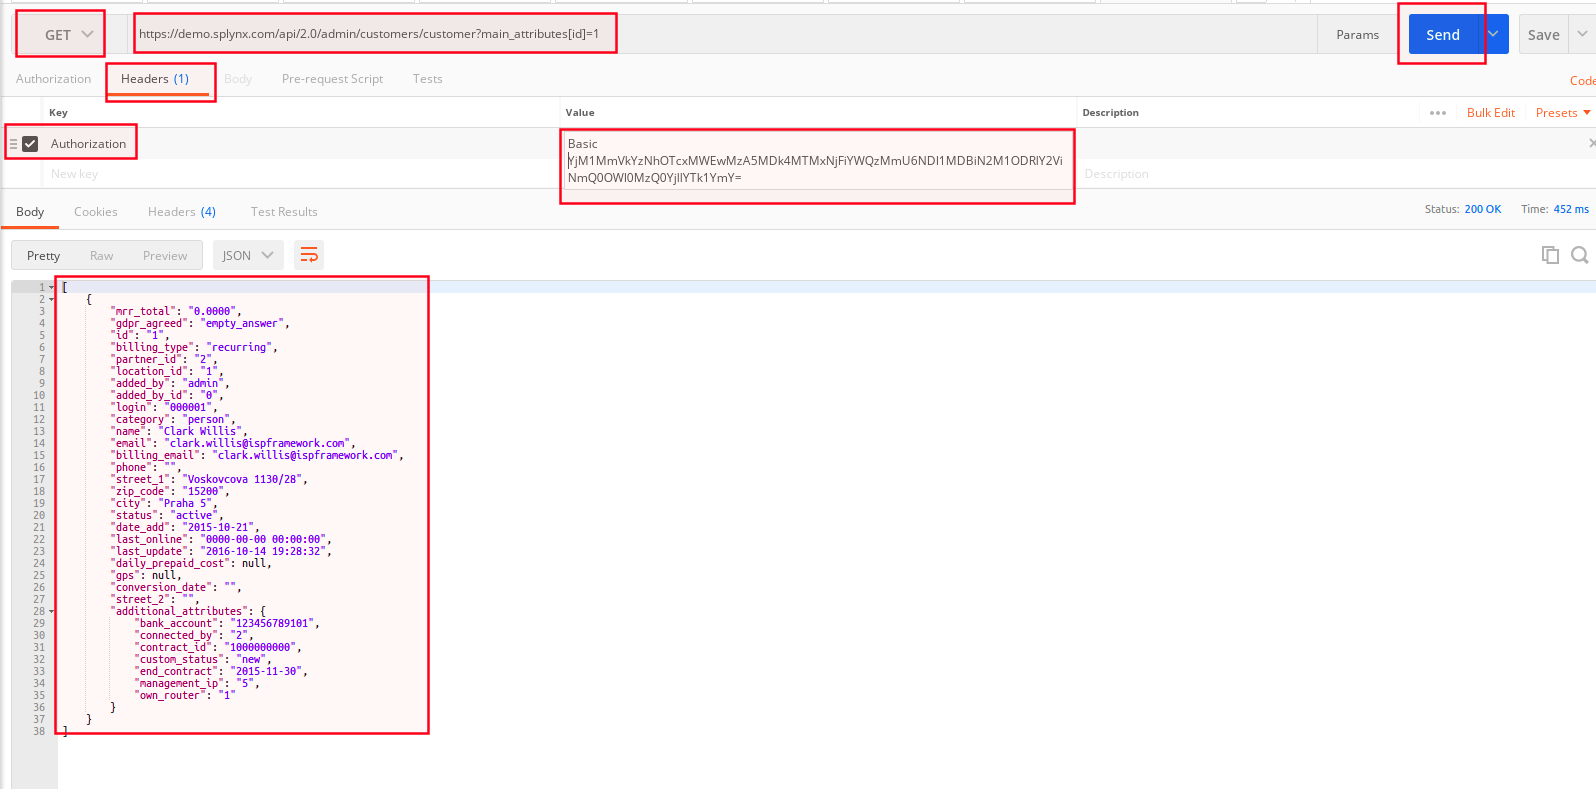 GET
https://demo.splynx.com/api/2.0/admin/customers/customer?main_attributes[id]=1
Params
Send
Save
Authorization
Headers (1)
Body
Pre-request Script
Tests
Code
Key
Value
Description
Bulk Edit
Presets
Authorization
Basic
YjM1MmVkYzNhOTcxMWEwMzA5MDk4MTMxNjFiYWQzMmU6NDI1MDBiN2M1ODRlY2Vi
NmQ0OWI0MzQ0YjllYTk1YmY=
New key
Description
Body
Cookies
Headers (4)
Test Results
Status: 200 OK
Time: 452 ms
Pretty
Raw
Preview
JSON
1 [
2 {
3 "mrr_total": "0.0000",
4 "gdpr_agreed": "empty_answer",
5 "id": "1",
6 "billing_type": "recurring",
7 "partner_id": "2",
8 "location_id": "1",
9 "added_by": "admin",
10 "added_by_id": "0",
11 "login": "000001",
12 "category": "person",
13 "name": "Clark Willis",
14 "email": "clark.willis@ispframework.com",
15 "billing_email": "clark.willis@ispframework.com",
16 "phone": "",
17 "street_1": "Voskovcova 1130/28",
18 "zip_code": "15200",
19 "city": "Praha 5",
20 "status": "active",
21 "date_add": "2015-10-21",
22 "last_online": "0000-00-00 00:00:00",
23 "last_update": "2016-10-14 19:28:32",
24 "daily_prepaid_cost": null,
25 "gps": null,
26 "conversion_date": "",
27 "street_2": "",
28 "additional_attributes": {
29 "bank_account": "123456789101",
30 "connected_by": "2",
31 "contract_id": "1000000000",
32 "custom_status": "new",
33 "end_contract": "2015-11-30",
34 "management_ip": "5",
35 "own_router": "1"
36 }
37 }
38 ]